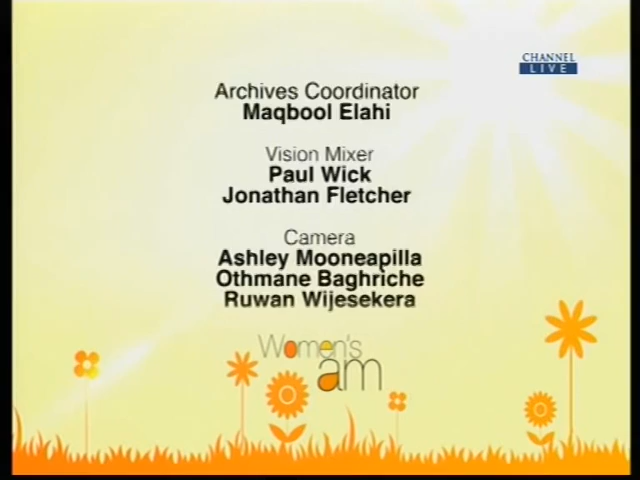 CHANNEL
LIVE
Archives Coordinator
Maqbool Elahi
Vision Mixer
Paul Wick
Jonathan Fletcher
Camera
Ashley Mooneapilla
Othmane Baghriche
Ruwan Wijesekera
Women's
am